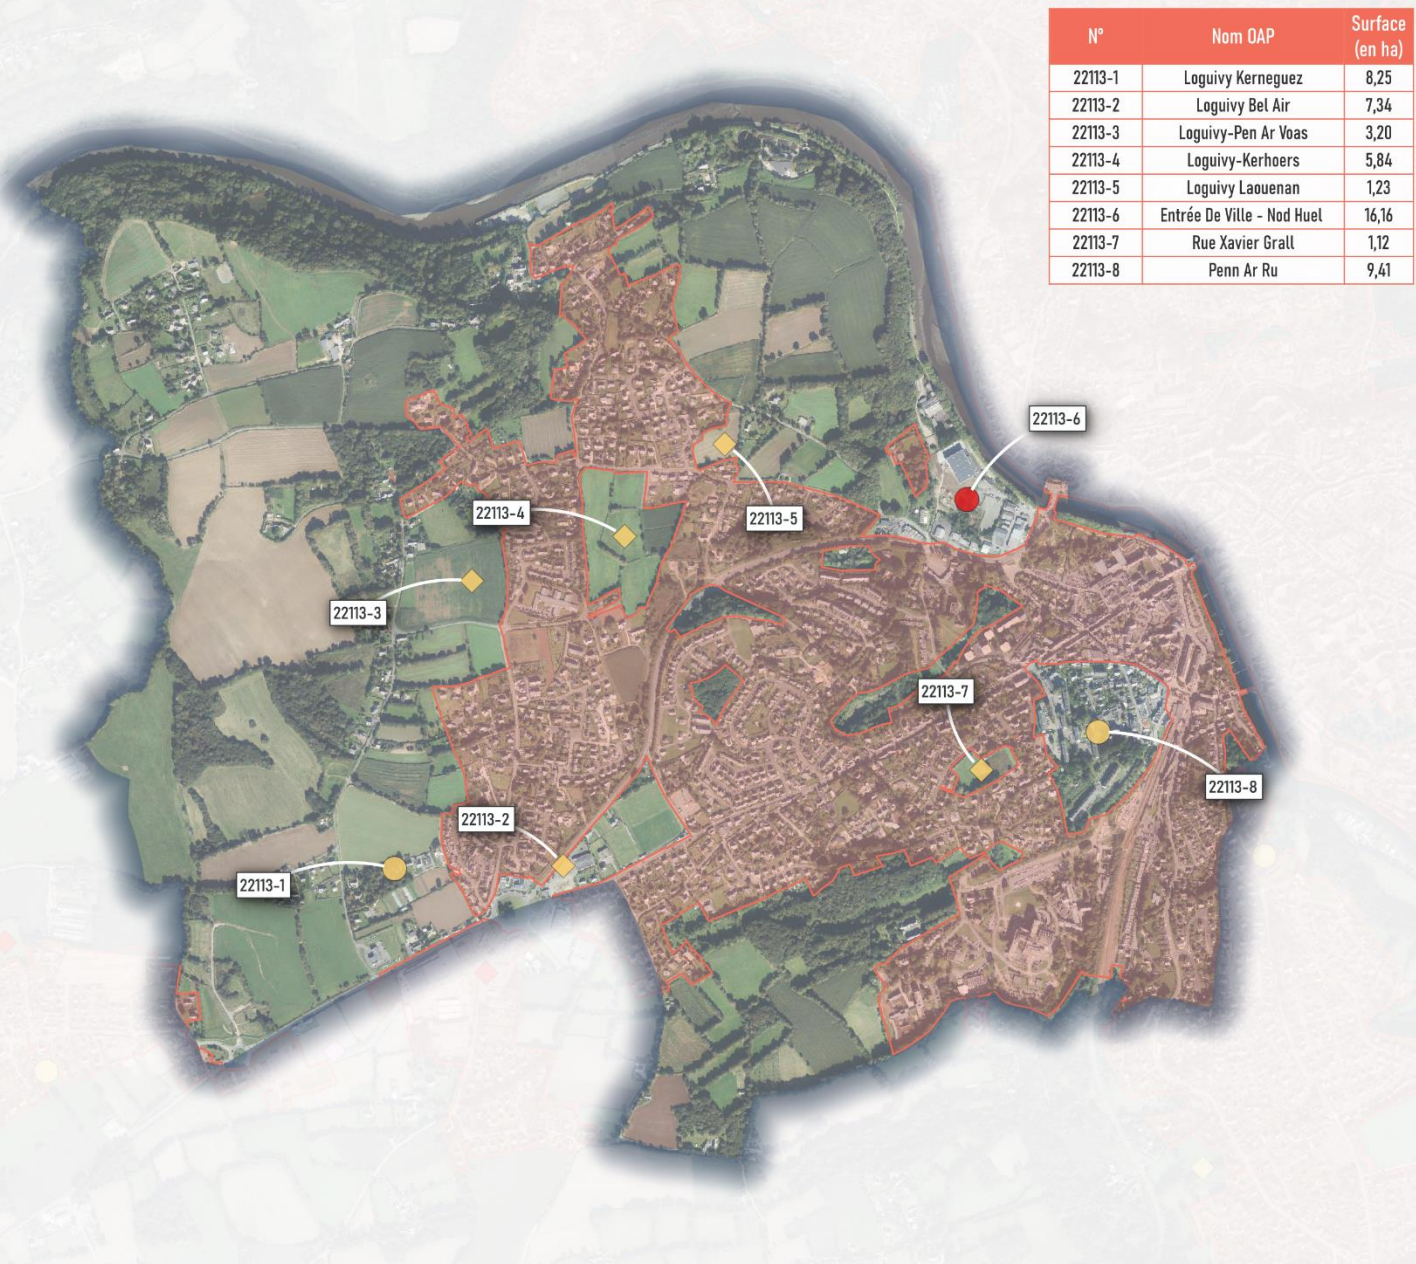 N° Nom OAP Surface (en ha)
22113-1 Loguivy Kerneguez 8,25
22113-2 Loguivy Bel Air 7,34
22113-3 Loguivy-Pen Ar Voas 3,20
22113-4 Loguivy-Kerhoers 5,84
22113-5 Loguivy Laouenan 1,23
22113-6 Entrée De Ville - Nod Huel 16,16
22113-7 Rue Xavier Grall 1,12
22113-8 Penn Ar Ru 9,41
22113-6
22113-4
22113-5
22113-3
22113-7
22113-8
22113-2
22113-1